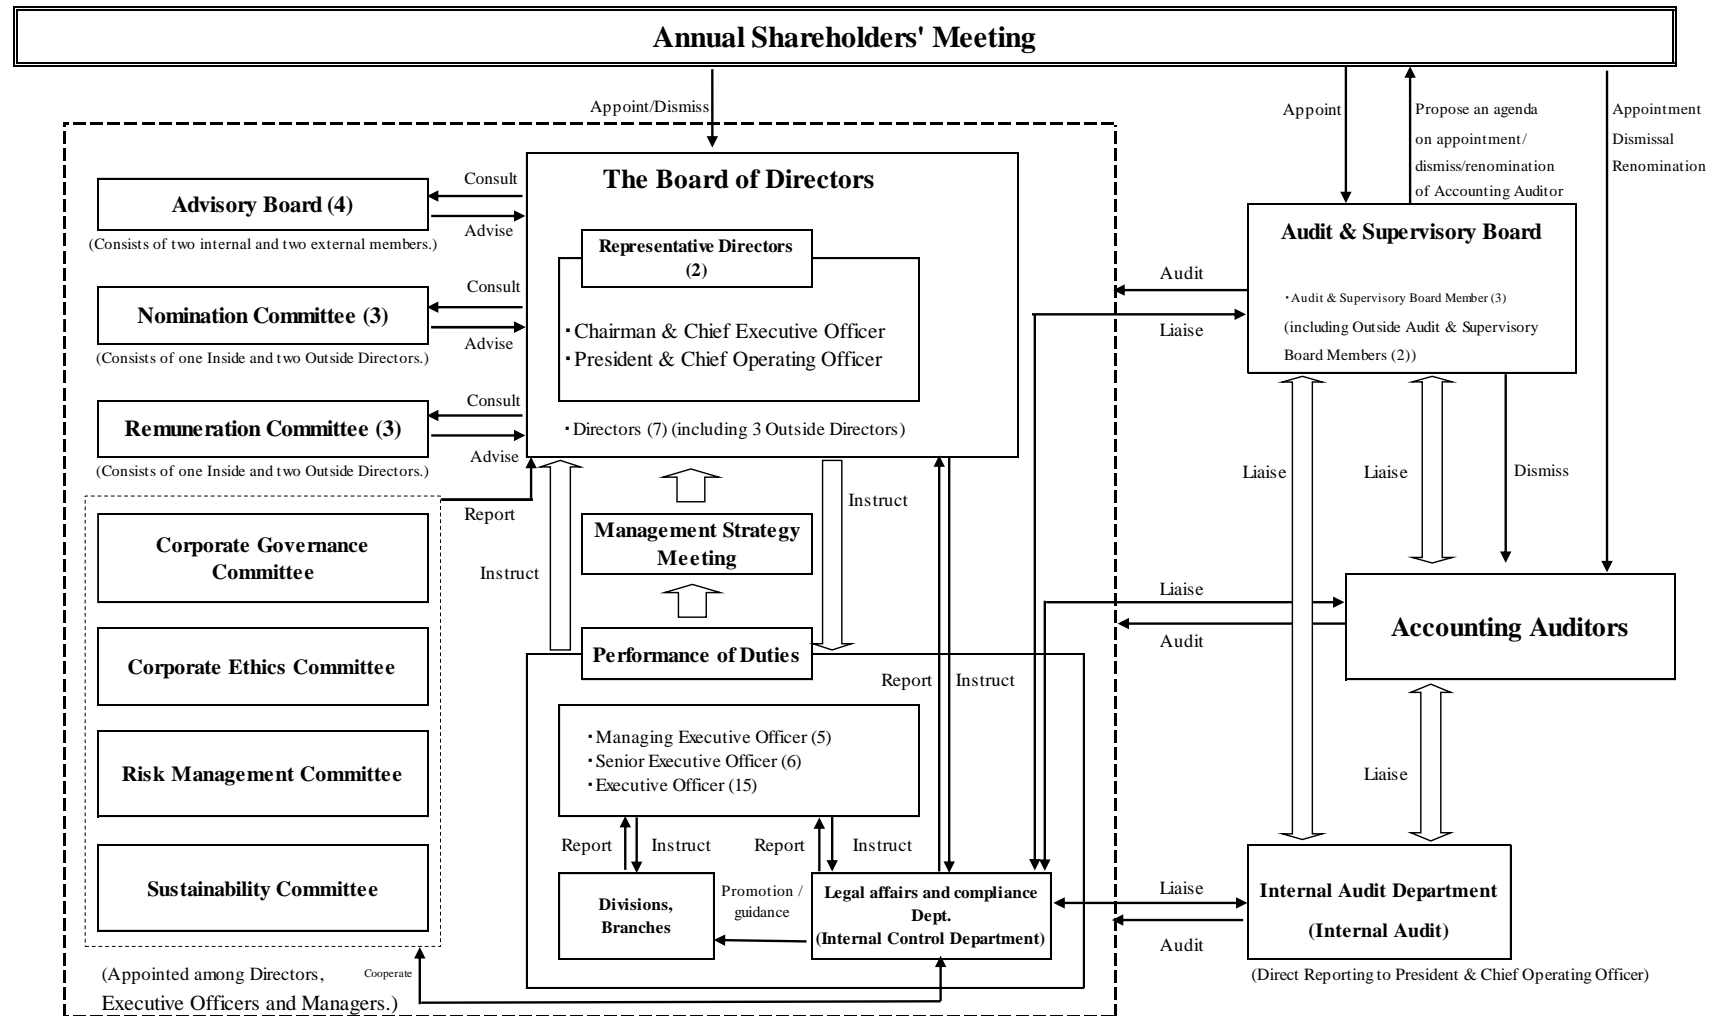 Annual Shareholders' Meeting
Appoint/Dismiss
Appoint
Propose an agenda
on appointment/
dismiss/renomination
of Accounting Auditor
Appointment
Dismissal
Renomination
The Board of Directors
Representative Directors
(2)
・Chairman & Chief Executive Officer
・President & Chief Operating Officer
・Directors (7) (including 3 Outside Directors)
Advisory Board (4)
(Consists of two internal and two external members.)
Consult
Advise
Nomination Committee (3)
(Consists of one Inside and two Outside Directors.)
Consult
Advise
Remuneration Committee (3)
(Consists of one Inside and two Outside Directors.)
Consult
Advise
Audit & Supervisory Board
・Audit & Supervisory Board Member (3)
(including Outside Audit & Supervisory
Board Members (2))
Audit
Liaise
Report
Corporate Governance
Committee
Corporate Ethics Committee
Risk Management Committee
Sustainability Committee
(Appointed among Directors,
Executive Officers and Managers.)
Cooperate
Instruct
Management Strategy
Meeting
Instruct
Performance of Duties
・Managing Executive Officer (5)
・Senior Executive Officer (6)
・Executive Officer (15)
Report
Instruct
Report
Instruct
Report
Instruct
Divisions,
Branches
Promotion /
guidance
Legal affairs and compliance
Dept.
(Internal Control Department)
Liaise
Liaise
Dismiss
Liaise
Audit
Accounting Auditors
Liaise
Liaise
Audit
Internal Audit Department
(Internal Audit)
(Direct Reporting to President & Chief Operating Officer)